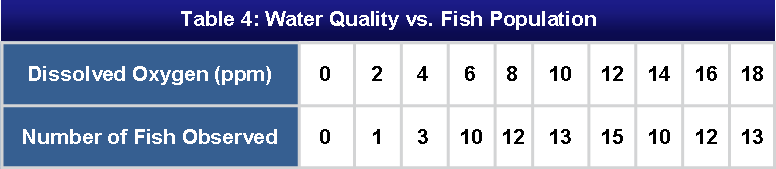 Table 4: Water Quality vs. Fish Population
Dissolved Oxygen (ppm) 0 2 4 6 8 10 12 14 16 18
Number of Fish Observed 0 1 3 10 12 13 15 10 12 13